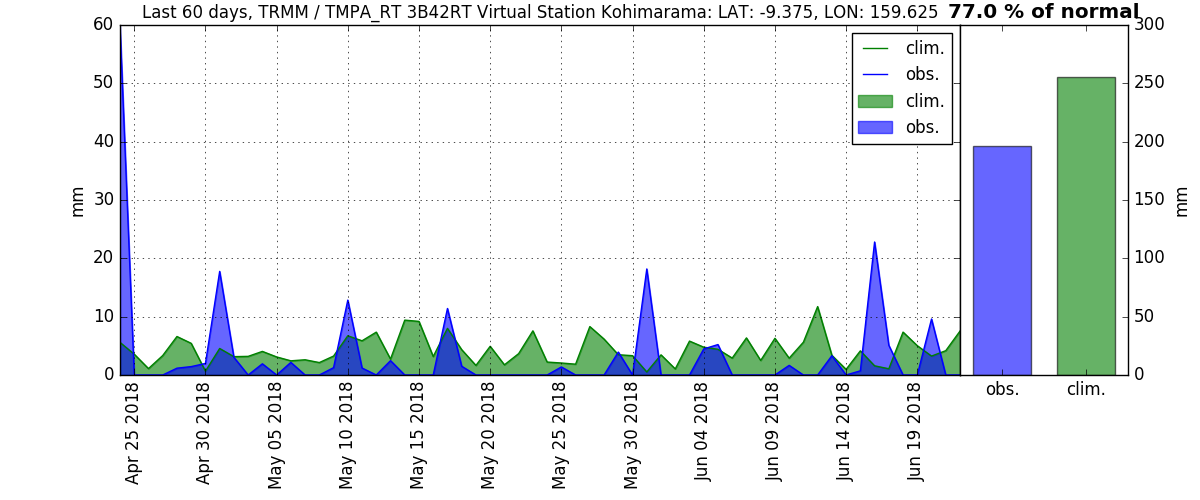 Last 60 days, TRMM / TMPA_RT 3B42RT Virtual Station Kohimarama: LAT: -9.375, LON: 159.625 77.0 % of normal
60
50
40
30
20
10
0
mm
clim.
obs.
clim.
obs.
300
250
200
150
100
50
0
mm
Apr 25 2018
Apr 30 2018
May 05 2018
May 10 2018
May 15 2018
May 20 2018
May 25 2018
May 30 2018
Jun 04 2018
Jun 09 2018
Jun 14 2018
Jun 19 2018
obs.
clim.